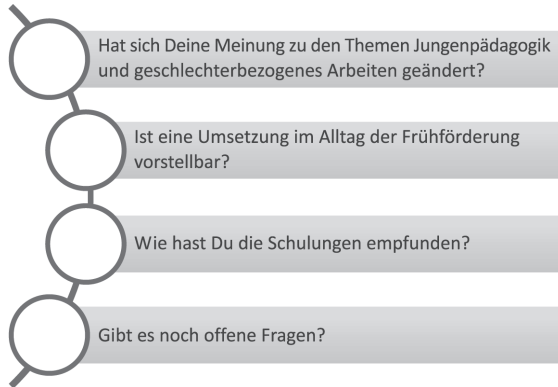 Hat sich Deine Meinung zu den Themen Jungenpädagogik
und geschlechterbezogenes Arbeiten geändert?
Ist eine Umsetzung im Alltag der Frühförderung
vorstellbar?
Wie hast Du die Schulungen empfunden?
Gibt es noch offene Fragen?